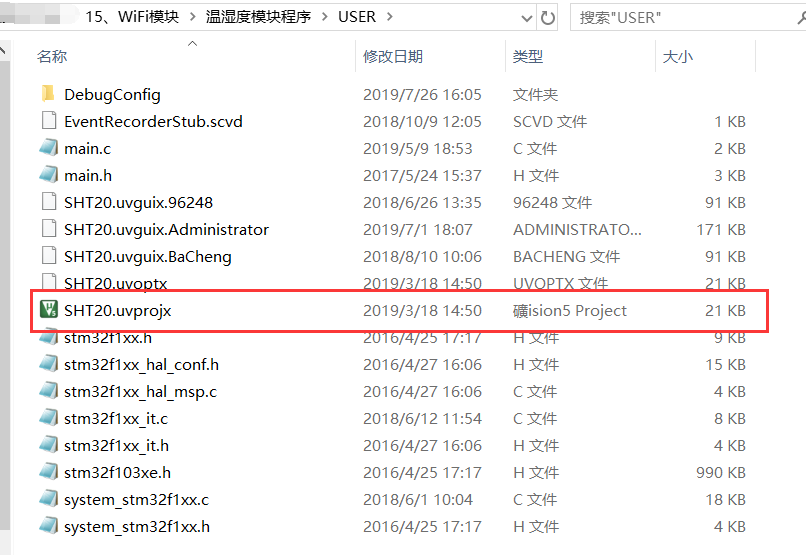 15、WiFi模块 温湿度模块程序 USER 搜索"USER"
名称 修改日期 类型 大小
DebugConfig 2019/7/26 16:05 文件夹
EventRecorderStub.scvd 2018/10/9 12:05 SCVD 文件 1 KB
main.c 2019/5/9 18:53 C 文件 2 KB
main.h 2017/5/24 15:37 H 文件 3 KB
SHT20.uvguix.96248 2018/6/26 13:35 96248 文件 91 KB
SHT20.uvguix.Administrator 2019/7/1 18:07 ADMINISTRATO... 171 KB
SHT20.uvguix.BaCheng 2018/8/10 10:06 BACHENG 文件 91 KB
SHT20.uvoptx 2019/3/18 14:50 UVOPTX 文件 21 KB
SHT20.uvprojx 2019/3/18 14:50 礦ision5 Project 21 KB
stm32f1xx.h 2016/4/25 17:17 H 文件 9 KB
stm32f1xx_hal_conf.h 2016/4/27 16:06 H 文件 15 KB
stm32f1xx_hal_msp.c 2016/4/27 16:06 C 文件 4 KB
stm32f1xx_it.c 2018/6/12 11:54 C 文件 8 KB
stm32f1xx_it.h 2016/4/27 16:06 H 文件 4 KB
stm32f103xe.h 2016/4/25 17:17 H 文件 990 KB
system_stm32f1xx.c 2018/6/1 10:04 C 文件 18 KB
system_stm32f1xx.h 2016/4/25 17:17 H 文件 4 KB